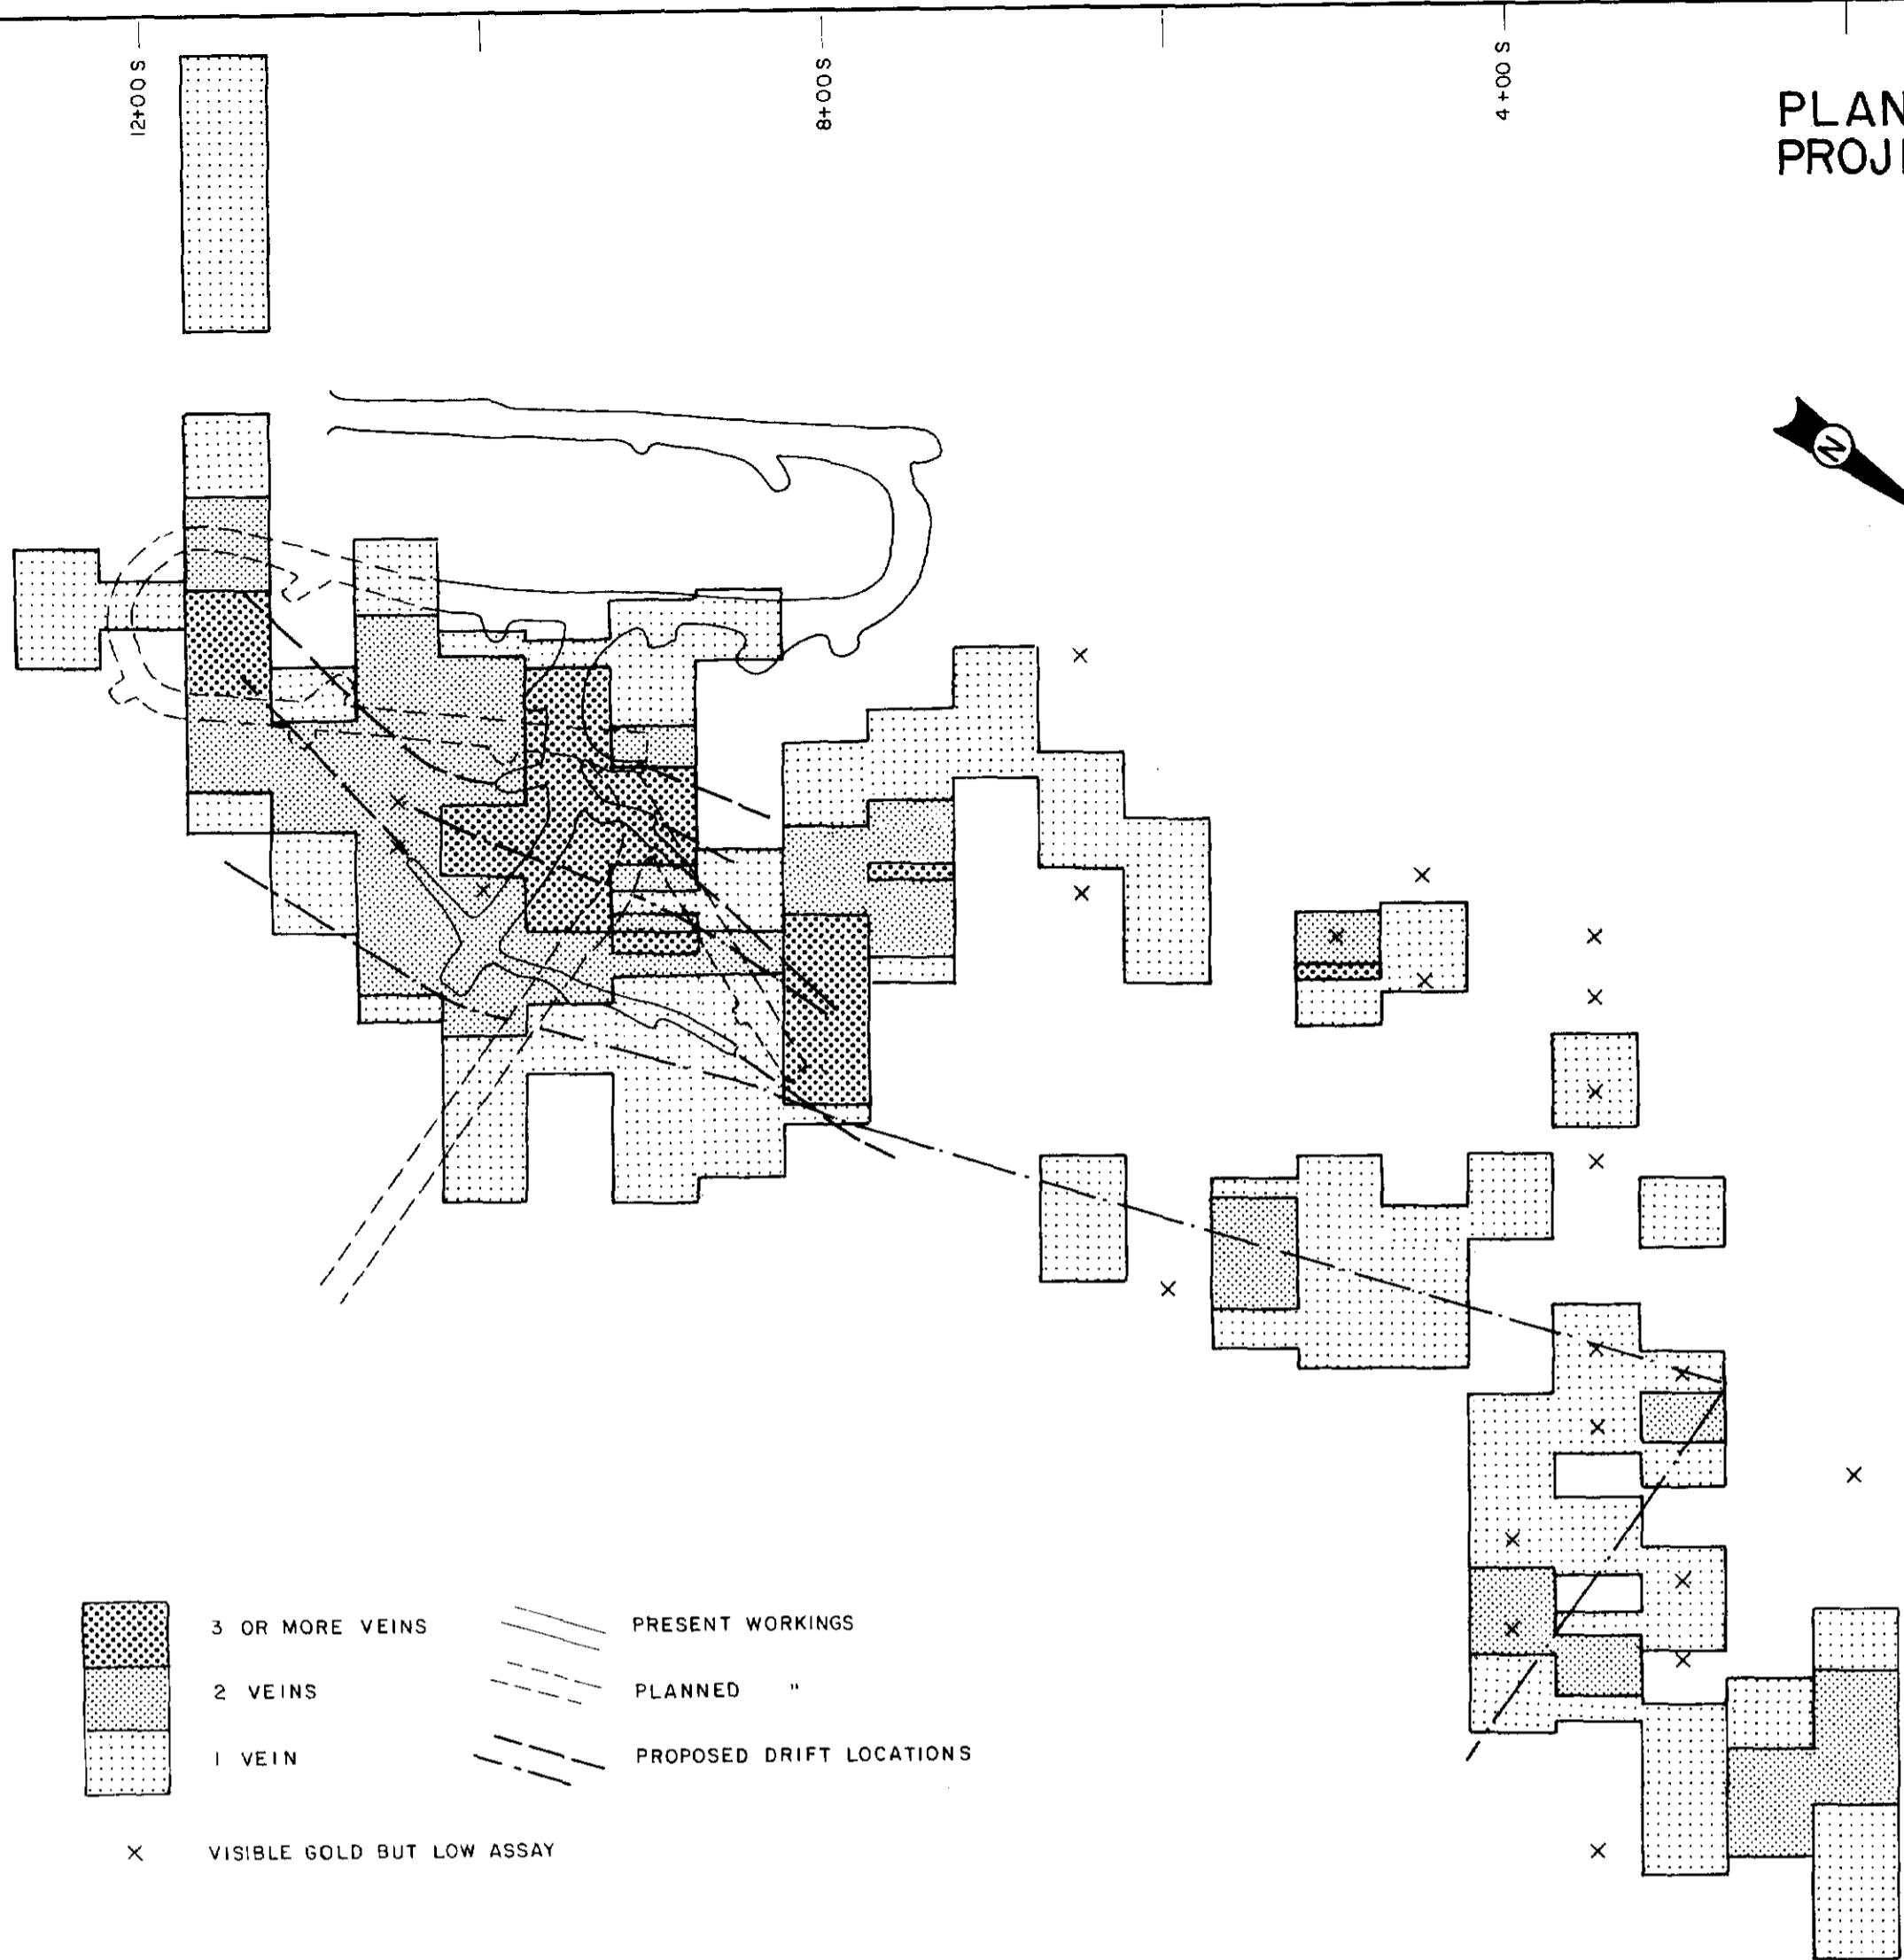 12+00 S
8+00 S
4+00 S
PLAN
PROJ
N
3 OR MORE VEINS
2 VEINS
1 VEIN
PRESENT WORKINGS
PLANNED "
PROPOSED DRIFT LOCATIONS
× VISIBLE GOLD BUT LOW ASSAY